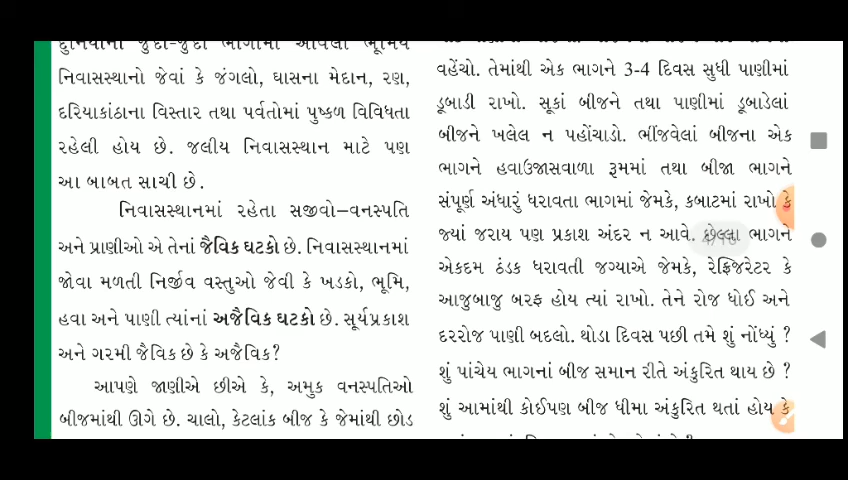 દુનિયાના જુદા-જુદા ભાગોમાં આવેલાં ભૂમિય
નિવાસસ્થાનો જેવાં કે જંગલો, ઘાસના મેદાન, રણ,
દરિયાકાંઠાના વિસ્તાર તથા પર્વતોમાં પુષ્કળ વિવિધતા
રહેલી હોય છે. જલીય નિવાસસ્થાન માટે પણ
આ બાબત સાચી છે.
નિવાસસ્થાનમાં રહેતા સજીવો–વનસ્પતિ
અને પ્રાણીઓ એ તેનાં જૈવિક ઘટકો છે. નિવાસસ્થાનમાં
જોવા મળતી નિર્જીવ વસ્તુઓ જેવી કે ખડકો, ભૂમિ,
હવા અને પાણી ત્યાંનાં અજૈવિક ઘટકો છે. સૂર્યપ્રકાશ
અને ગરમી જૈવિક છે કે અજૈવિક?
આપણે જાણીએ છીએ કે, અમુક વનસ્પતિઓ
બીજમાંથી ઊગે છે. ચાલો, કેટલાંક બીજ કે જેમાંથી છોડ
વહેંચો. તેમાંથી એક ભાગને 3-4 દિવસ સુધી પાણીમાં
ડૂબાડી રાખો. સૂકાં બીજને તથા પાણીમાં ડૂબાડેલાં
બીજને ખલેલ ન પહોંચાડો. ભીંજવેલાં બીજના એક
ભાગને હવાઉજાસવાળા રૂમમાં તથા બીજા ભાગને
સંપૂર્ણ અંધારું ધરાવતા ભાગમાં જેમકે, કબાટમાં રાખો કે
જ્યાં જરાય પણ પ્રકાશ અંદર ન આવે. છેલ્લા ભાગને
એકદમ ઠંડક ધરાવતી જગ્યાએ જેમકે, રેફ્રિજરેટર કે
આજુબાજુ બરફ હોય ત્યાં રાખો. તેને રોજ ધોઈ અને
દરરોજ પાણી બદલો. થોડા દિવસ પછી તમે શું નોંધ્યું ?
શું પાંચેય ભાગનાં બીજ સમાન રીતે અંકુરિત થાય છે ?
શું આમાંથી કોઈપણ બીજ ધીમા અંકુરિત થતાં હોય કે